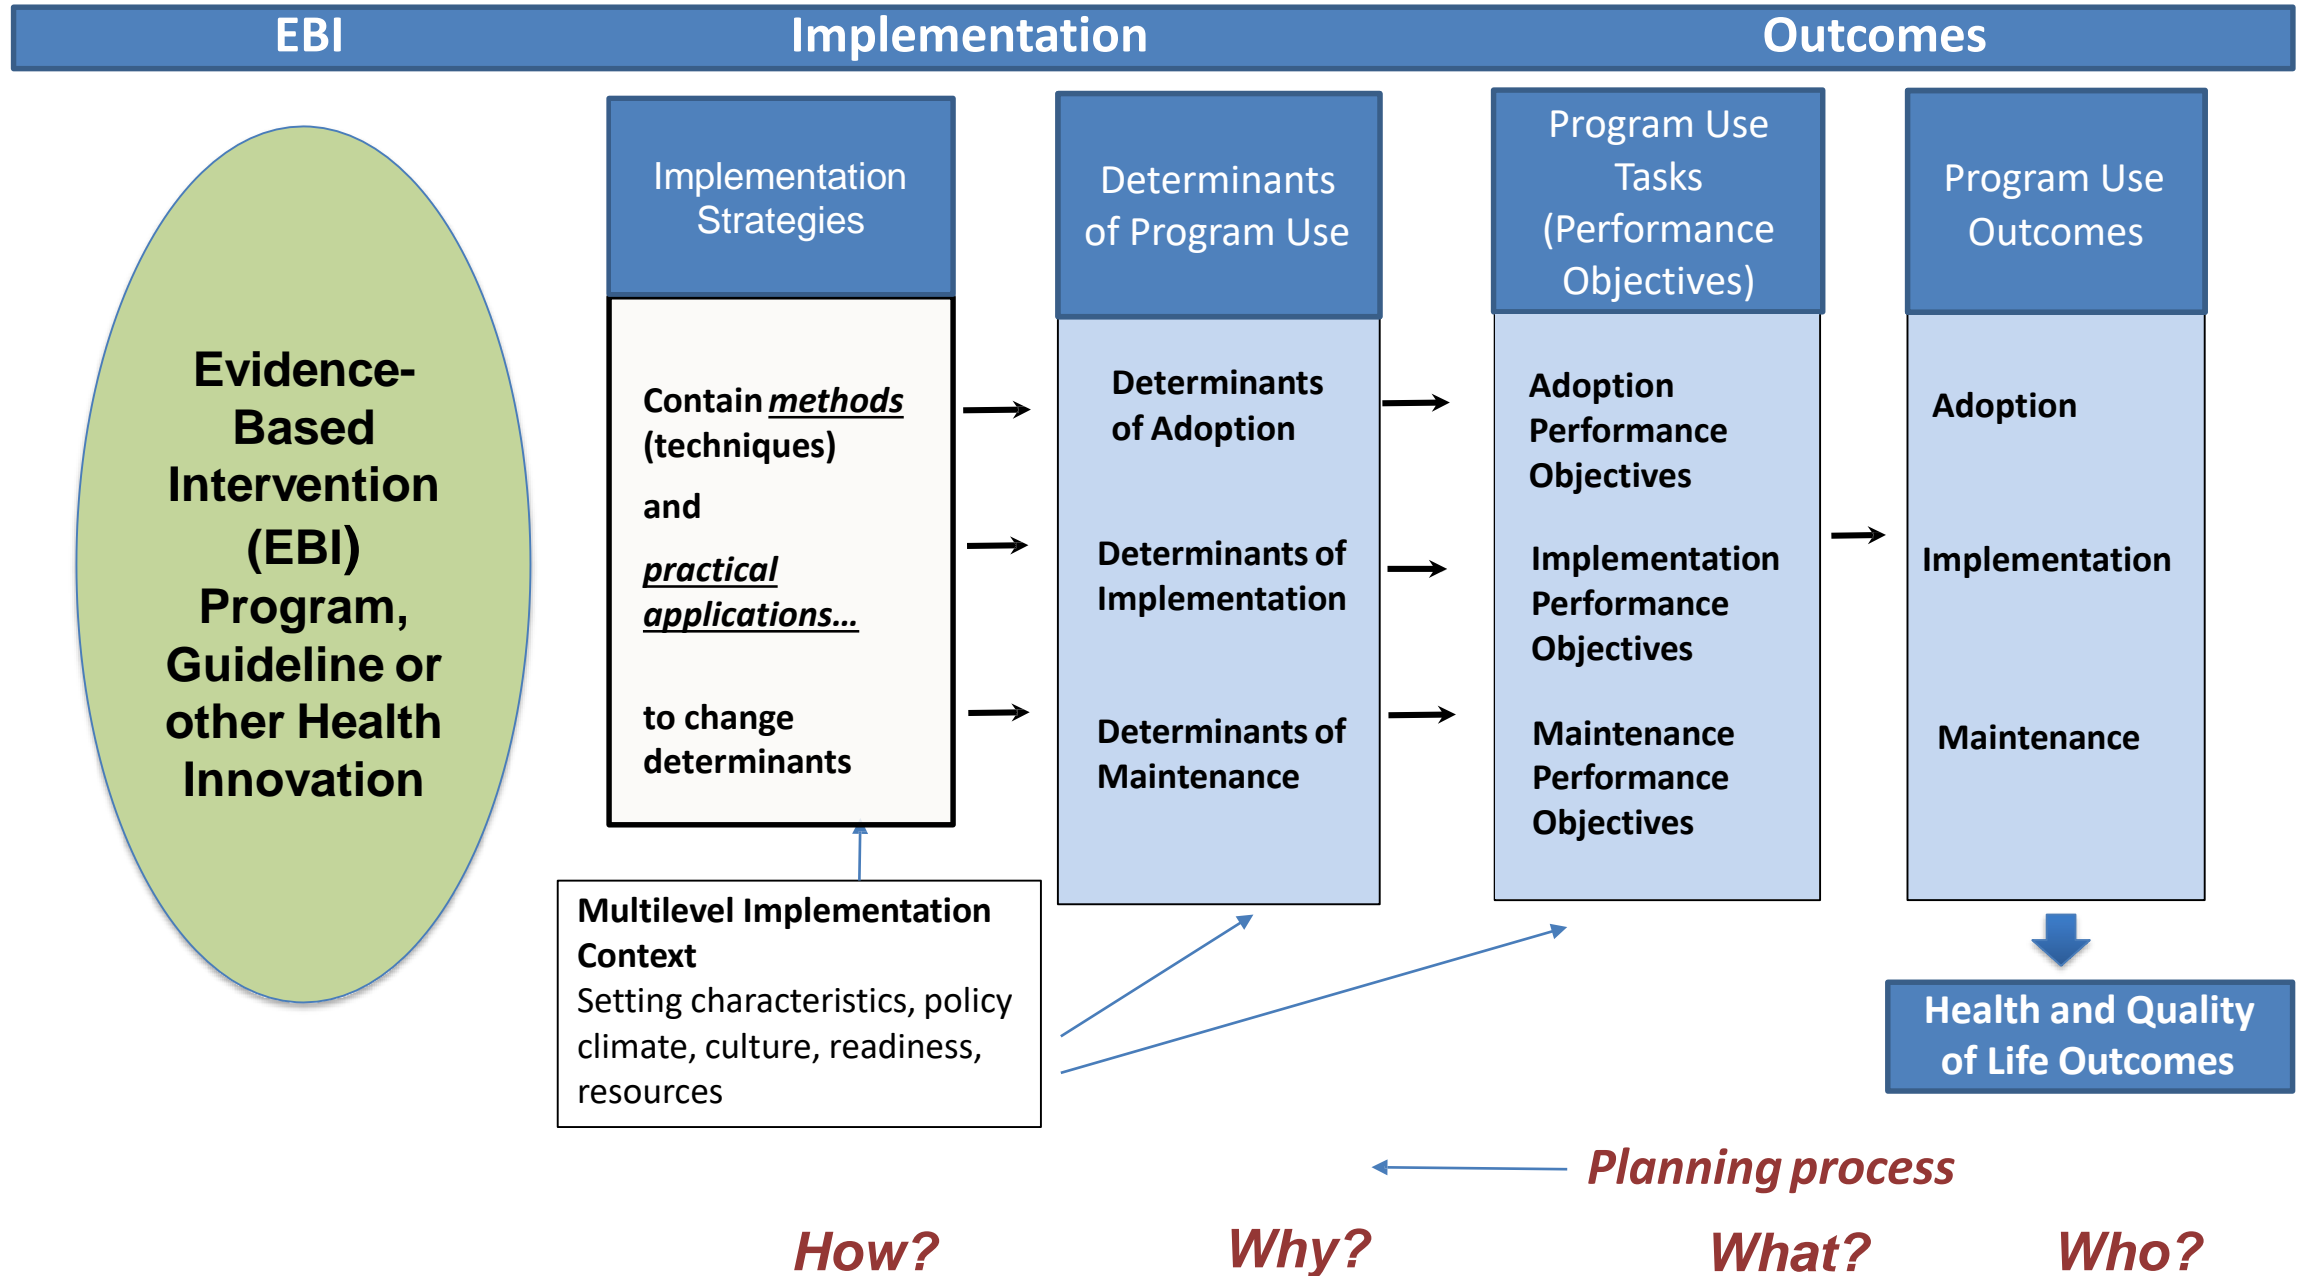 EBI
Implementation
Outcomes
Evidence-
Based
Intervention
(EBI)
Program,
Guideline or
other Health
Innovation
Implementation
Strategies
Contain methods
(techniques)
and
practical
applications...
to change
determinants
Determinants
of Program Use
Determinants
of Adoption
Determinants of
Implementation
Determinants of
Maintenance
Program Use
Tasks
(Performance
Objectives)
Adoption
Performance
Objectives
Implementation
Performance
Objectives
Maintenance
Performance
Objectives
Program Use
Outcomes
Adoption
Implementation
Maintenance
Multilevel Implementation
Context
Setting characteristics, policy
climate, culture, readiness,
resources
Health and Quality
of Life Outcomes
Planning process
How?
Why?
What?
Who?